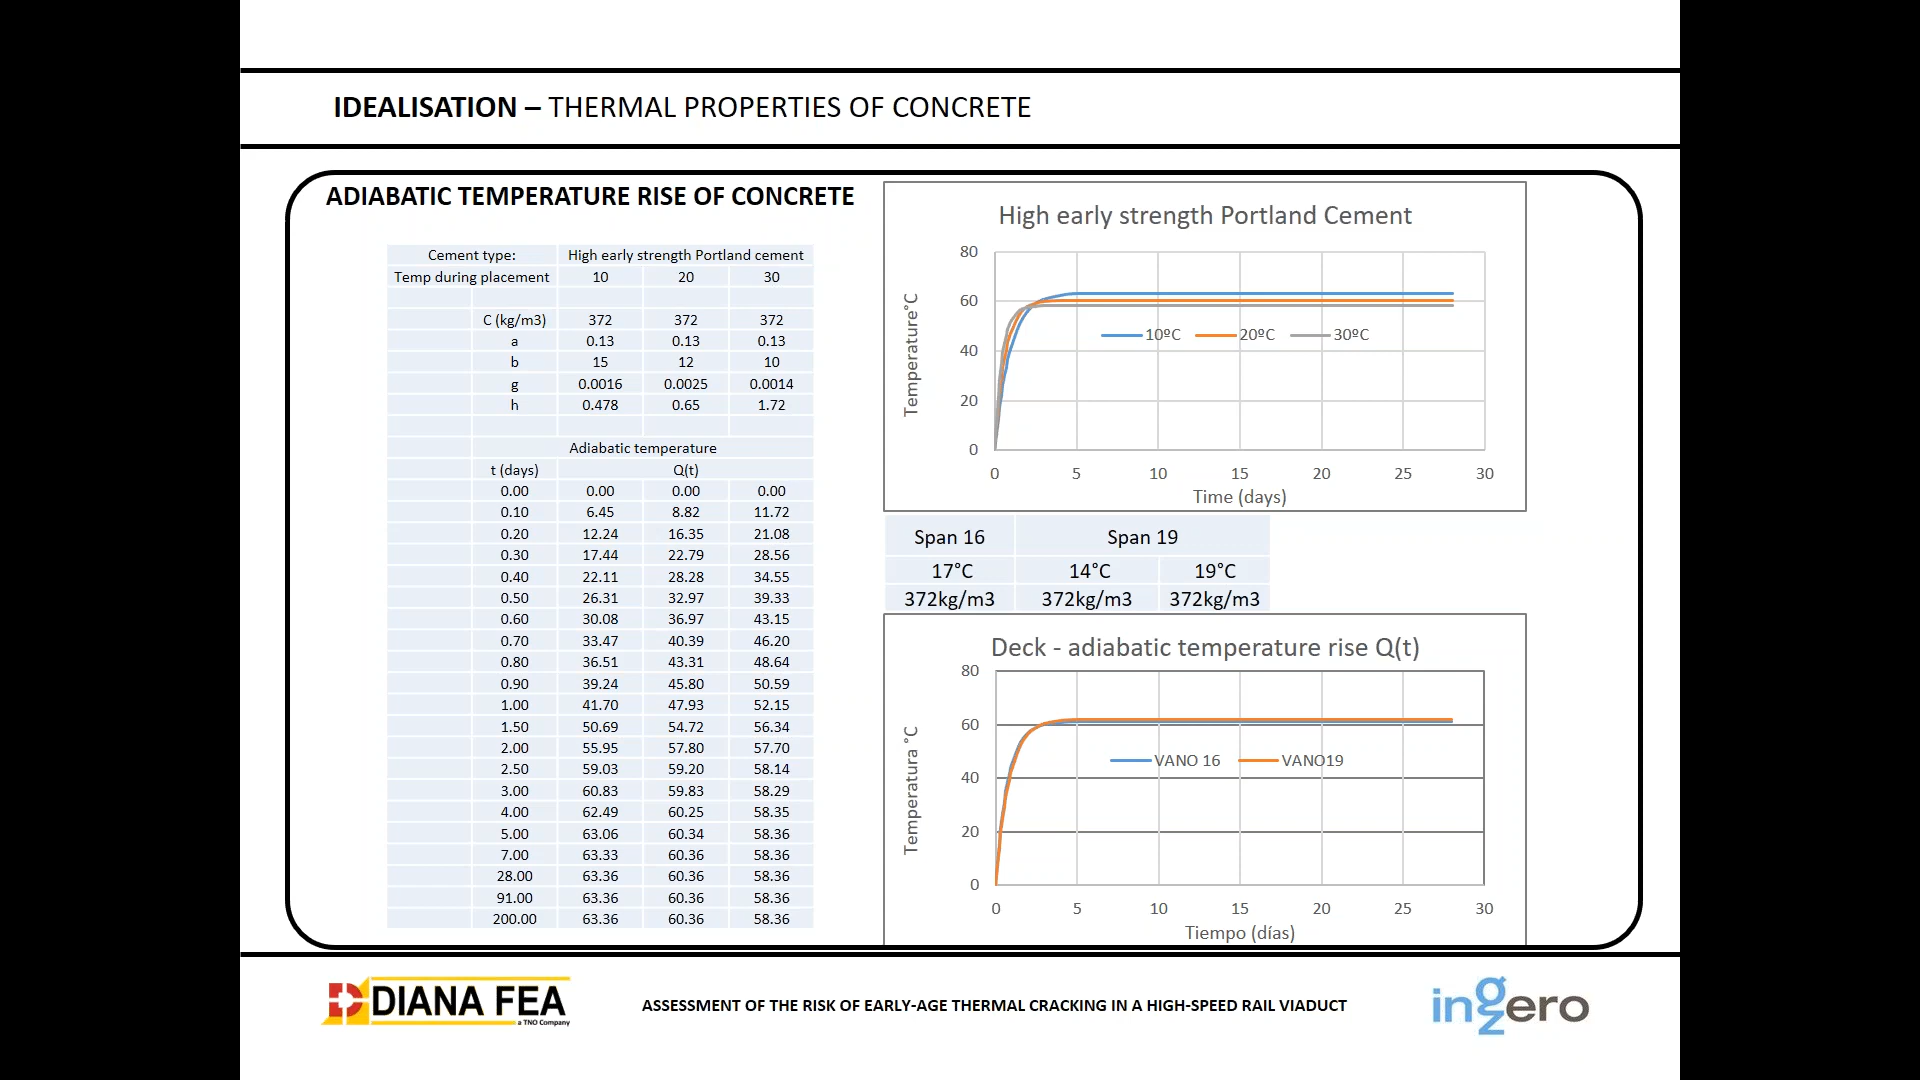 IDEALISATION – THERMAL PROPERTIES OF CONCRETE
ADIABATIC TEMPERATURE RISE OF CONCRETE
Cement type: High early strength Portland cement
Temp during placement 10 20 30
C (kg/m3) 372 372 372
a 0.13 0.13 0.13
b 15 12 10
g 0.0016 0.0025 0.0014
h 0.478 0.65 1.72
Adiabatic temperature
t (days) Q(t)
0.00 0.00 0.00 0.00
0.10 6.45 8.82 11.72
0.20 12.24 16.35 21.08
0.30 17.44 22.79 28.56
0.40 22.11 28.28 34.55
0.50 26.31 32.97 39.33
0.60 30.08 36.97 43.15
0.70 33.47 40.39 46.20
0.80 36.51 43.31 48.64
0.90 39.24 45.80 50.59
1.00 41.70 47.93 52.15
1.50 50.69 54.72 56.34
2.00 55.95 57.80 57.70
2.50 59.03 59.20 58.14
3.00 60.83 59.83 58.29
4.00 62.49 60.25 58.35
5.00 63.06 60.34 58.36
7.00 63.33 60.36 58.36
28.00 63.36 60.36 58.36
91.00 63.36 60.36 58.36
200.00 63.36 60.36 58.36
High early strength Portland Cement
80
60
40
20
0
Temperature°C
10ºC 20ºC 30ºC
0 5 10 15 20 25 30
Time (days)
Span 16 Span 19
17°C 14°C 19°C
372kg/m3 372kg/m3 372kg/m3
Deck - adiabatic temperature rise Q(t)
80
60
40
20
0
Temperatura °C
VANO 16 VANO19
0 5 10 15 20 25 30
Tiempo (días)
DIANA FEA
a TNO Company
ASSESSMENT OF THE RISK OF EARLY-AGE THERMAL CRACKING IN A HIGH-SPEED RAIL VIADUCT
ingzero